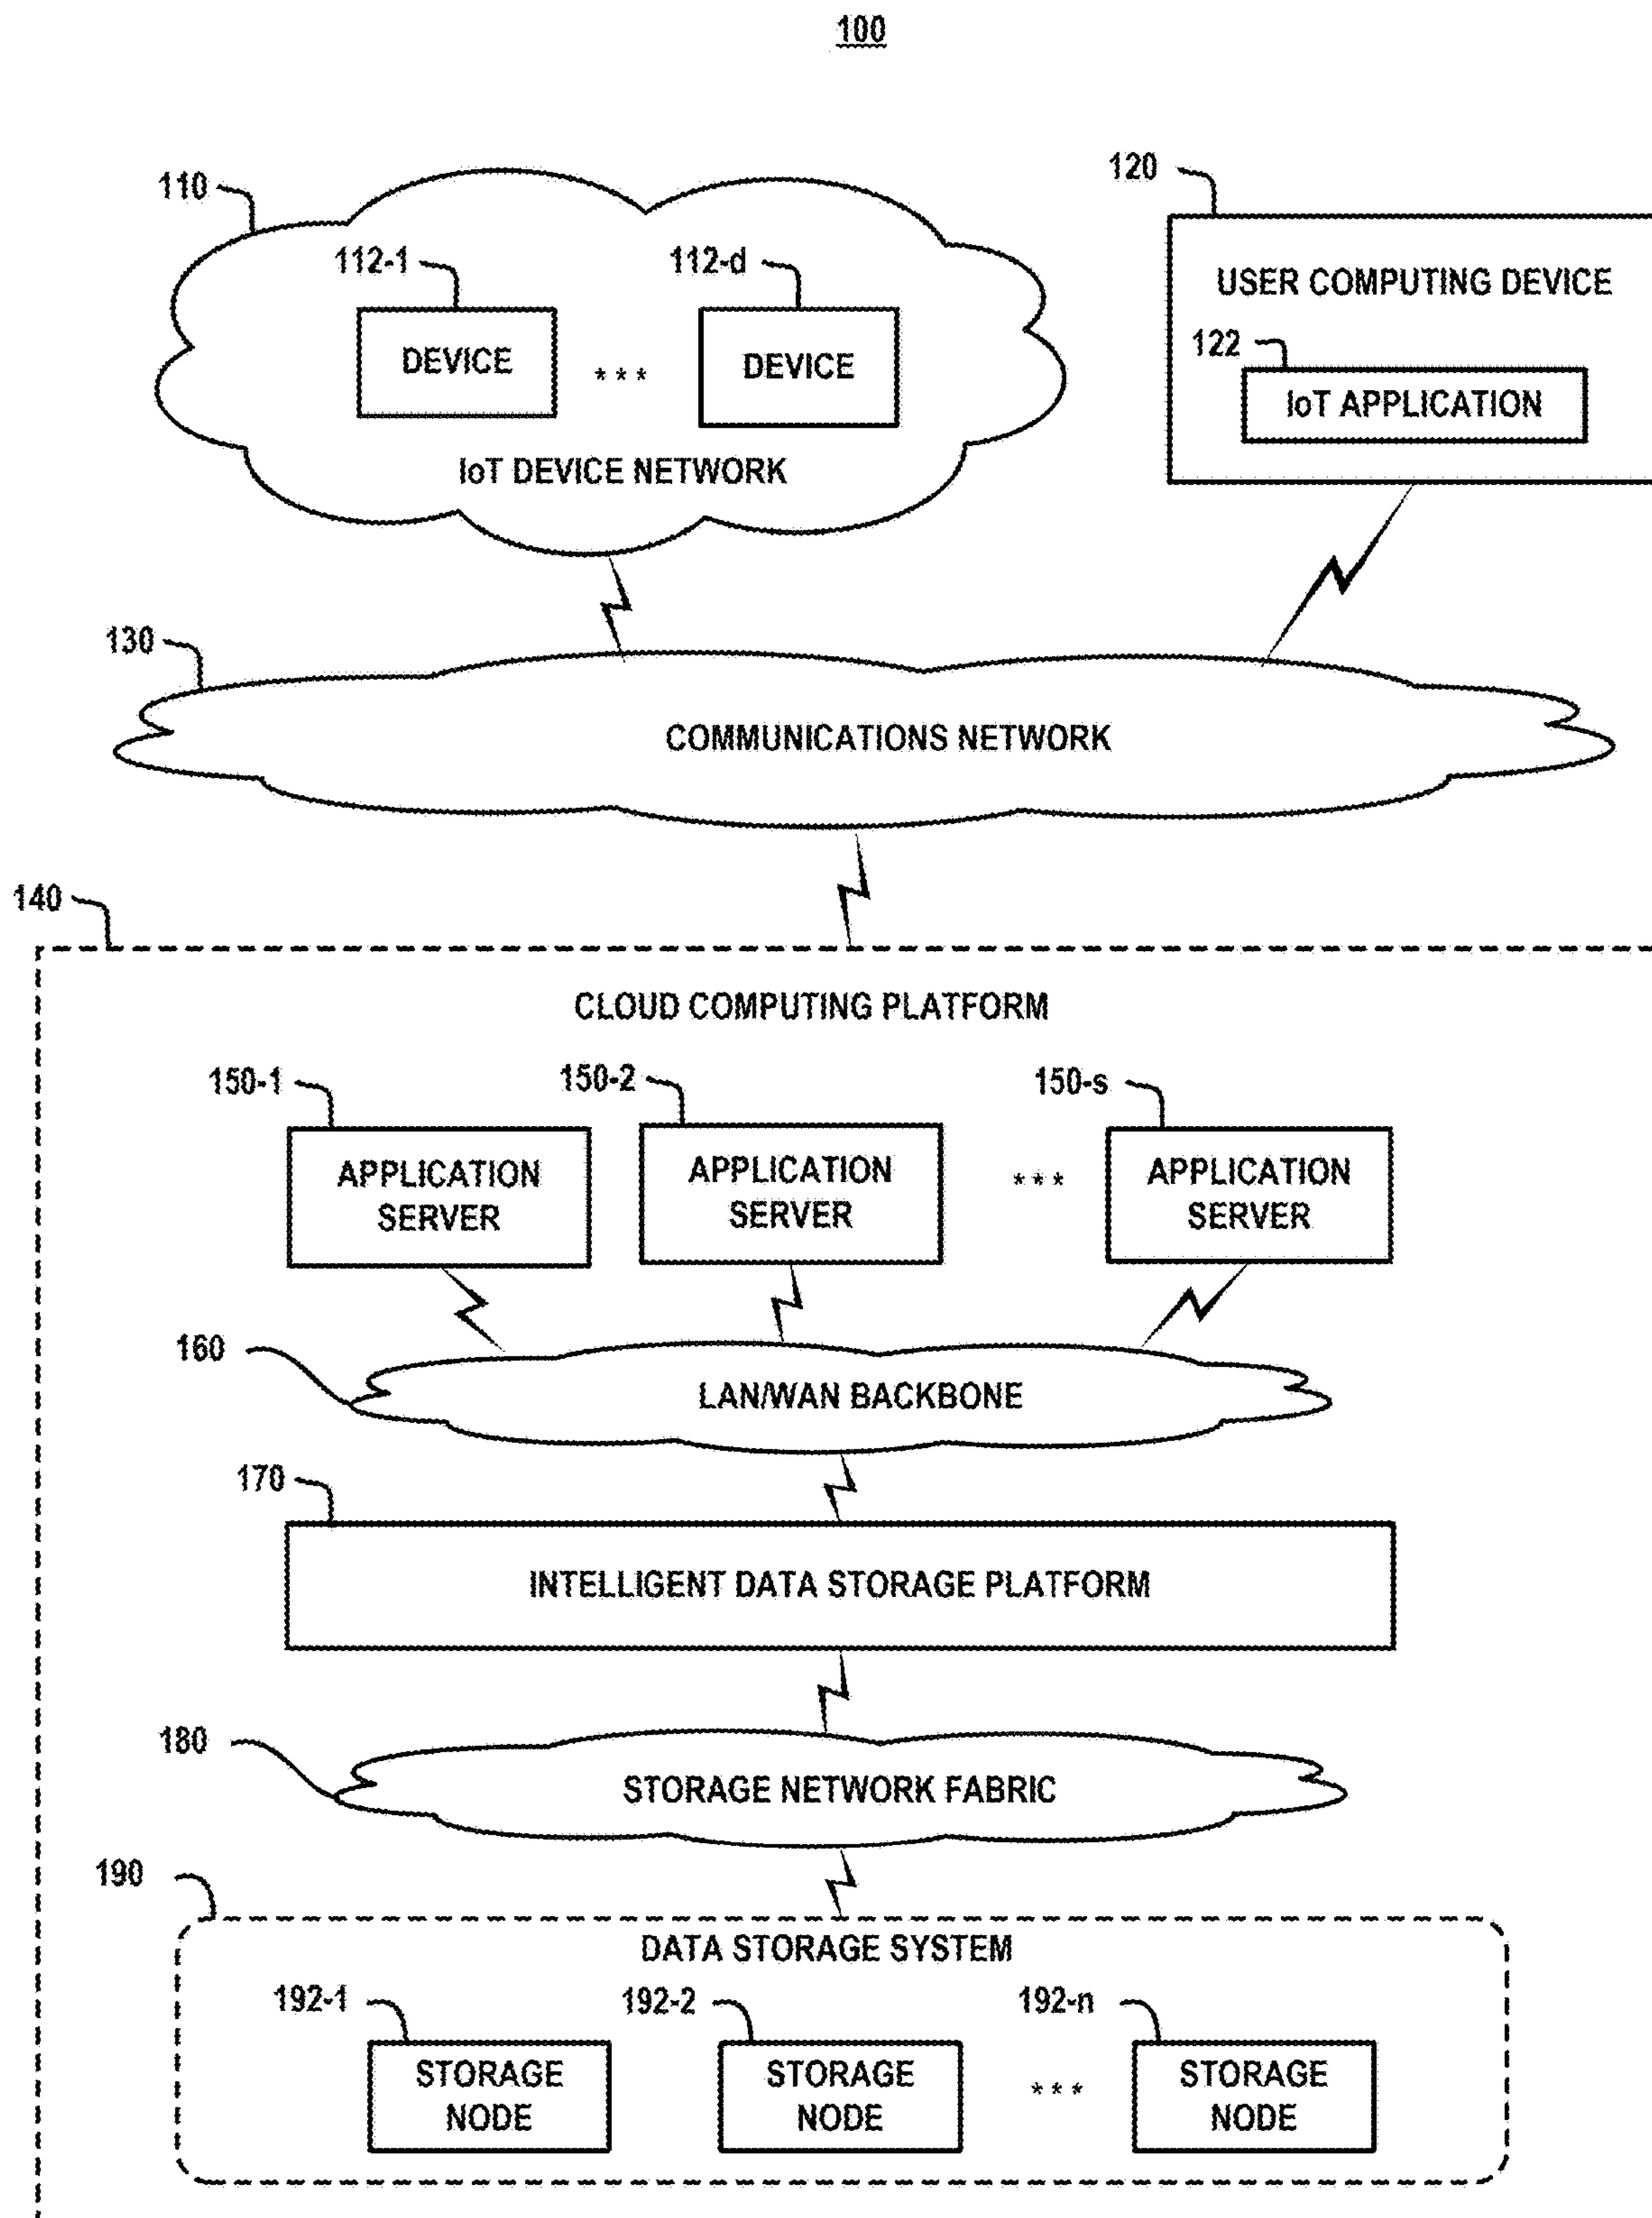 100
110
120
112-1
112-d
USER COMPUTING DEVICE
DEVICE
* * *
DEVICE
122
IoT APPLICATION
IoT DEVICE NETWORK
130
COMMUNICATIONS NETWORK
140
CLOUD COMPUTING PLATFORM
150-1
150-2
150-s
APPLICATION
SERVER
APPLICATION
SERVER
* * *
APPLICATION
SERVER
160
LAN/WAN BACKBONE
170
INTELLIGENT DATA STORAGE PLATFORM
180
STORAGE NETWORK FABRIC
190
DATA STORAGE SYSTEM
192-1
192-2
192-n
STORAGE
NODE
STORAGE
NODE
* * *
STORAGE
NODE